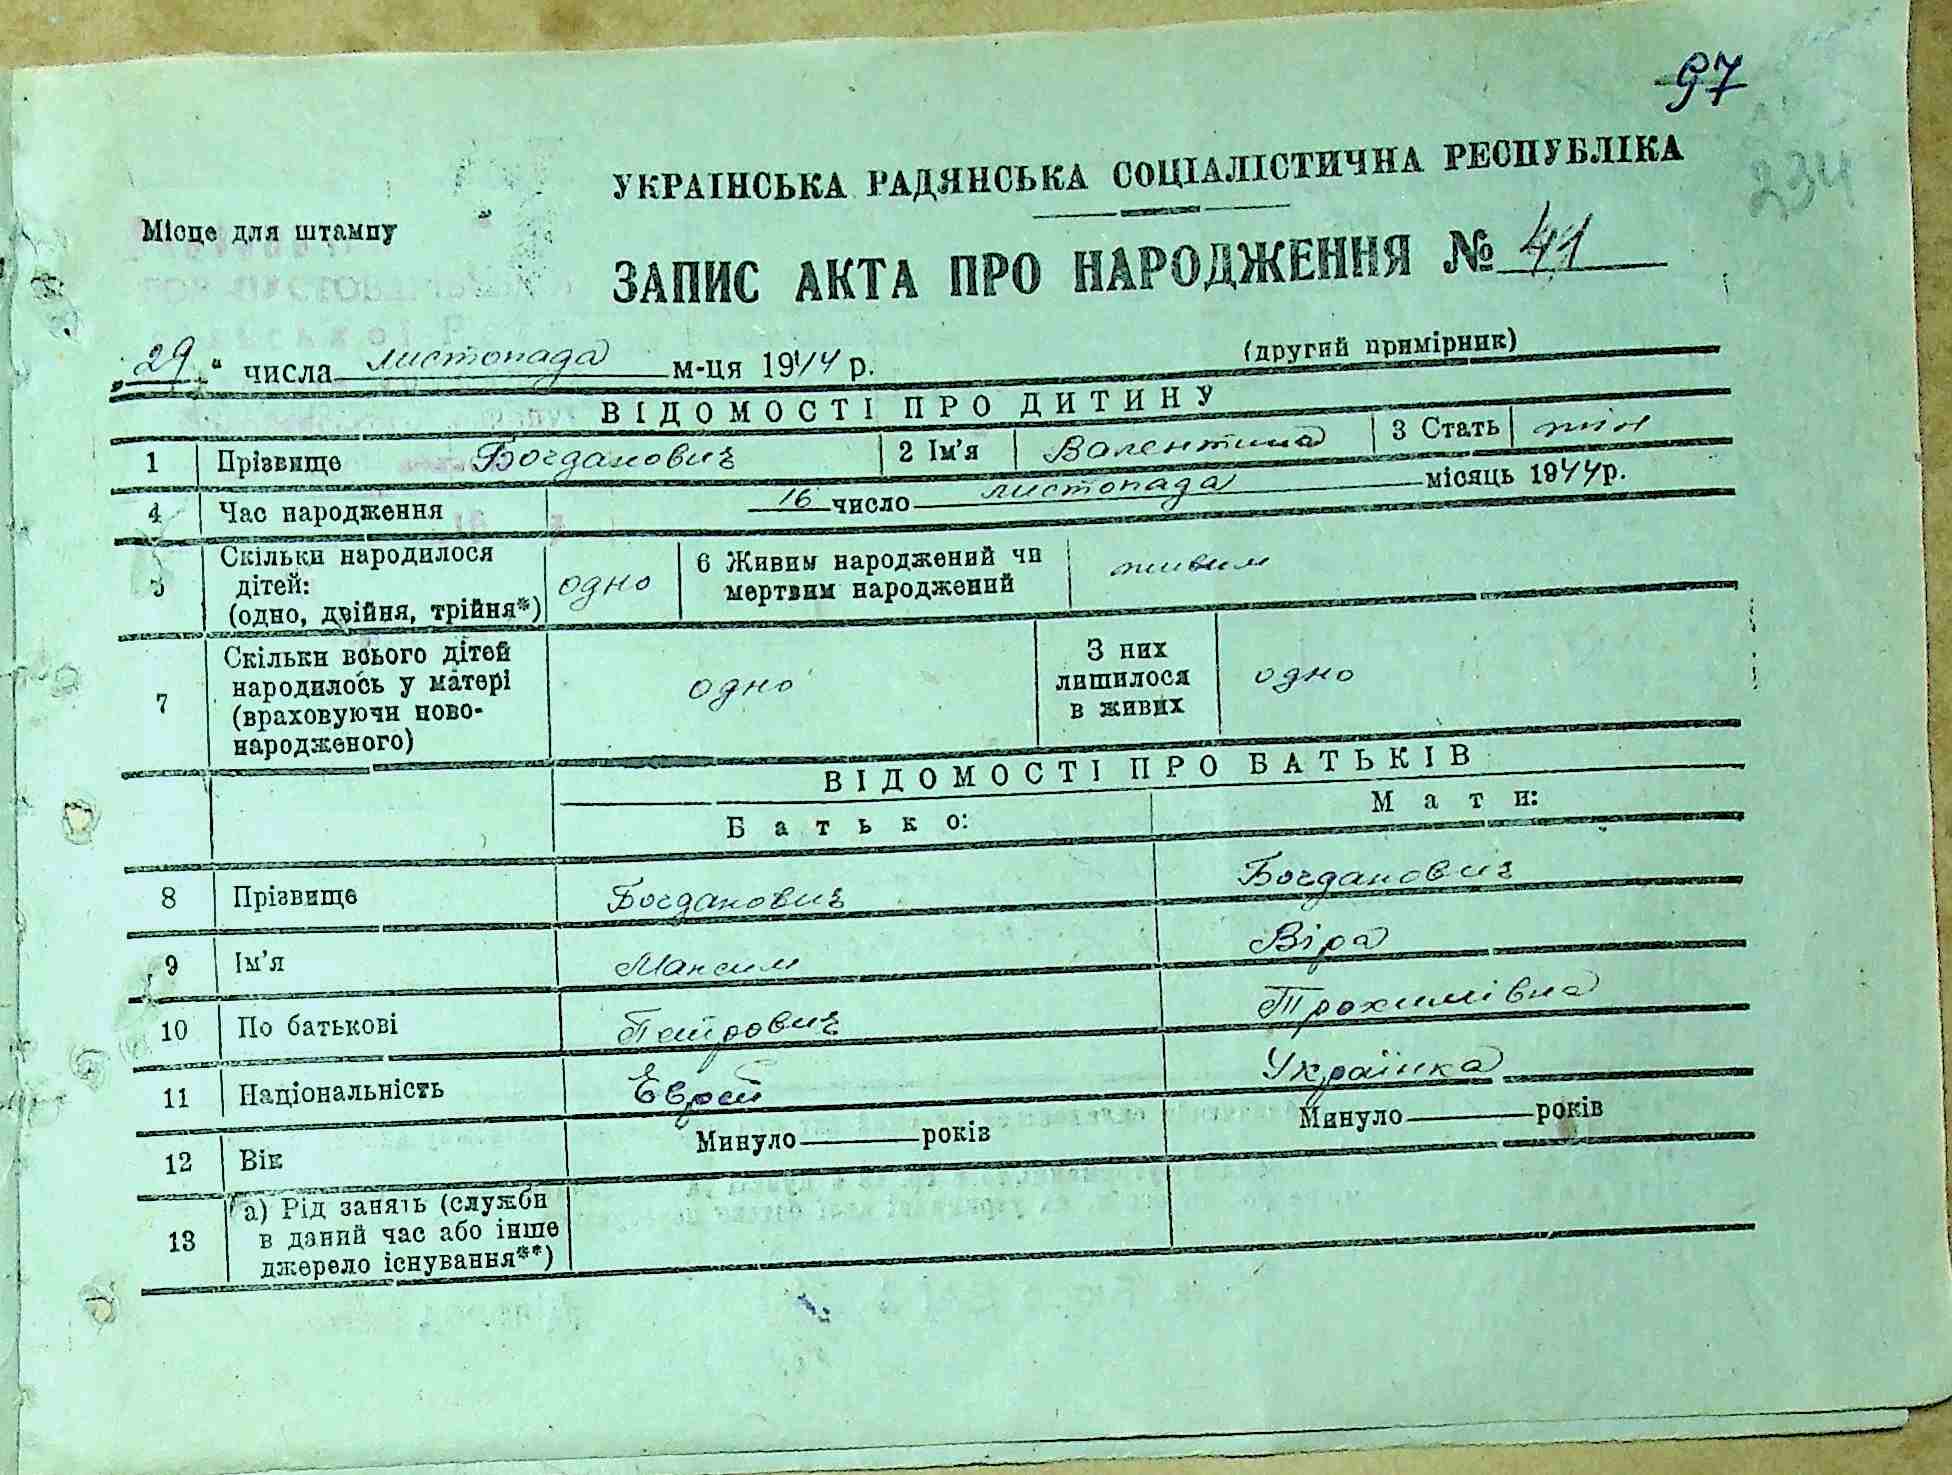 97
234
УКРАЇНСЬКА РАДЯНСЬКА СОЦІАЛІСТИЧНА РЕСПУБЛІКА
Місце для штампу
ЗАПИС АКТА ПРО НАРОДЖЕННЯ № 41
„29“ числа листопада м-ця 1944 р.
(другий примірник)
ВІДОМОСТІ ПРО ДИТИНУ
1 Прізвище Богданович 2 Ім'я Валентина 3 Стать жін
4 Час народження 16 число листопада місяць 1944 р.
5 Скільки народилося дітей: (одно, двійня, трійня*) одно 6 Живим народжений чи мертвим народжений живим
7 Скільки всього дітей народилось у матері (враховуючи новонародженого) одно З них лишилося в живих одно
ВІДОМОСТІ ПРО БАТЬКІВ
Батько: Мати:
8 Прізвище Богданович Богданович
9 Ім'я Максим Віра
10 По батькові Трохимівна
11 Національність Єврей Українка
12 Вік Минуло років Минуло років
13 а) Рід занять (служби в даний час або інше джерело існування**)